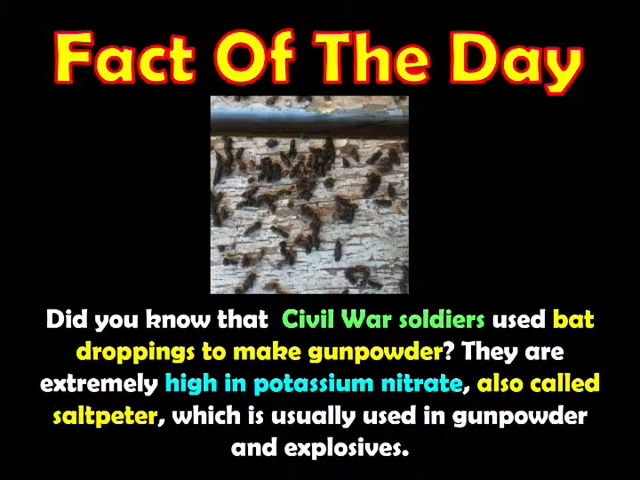 Fact Of The Day
Did you know that Civil War soldiers used bat
droppings to make gunpowder? They are
extremely high in potassium nitrate, also called
saltpeter, which is usually used in gunpowder
and explosives.